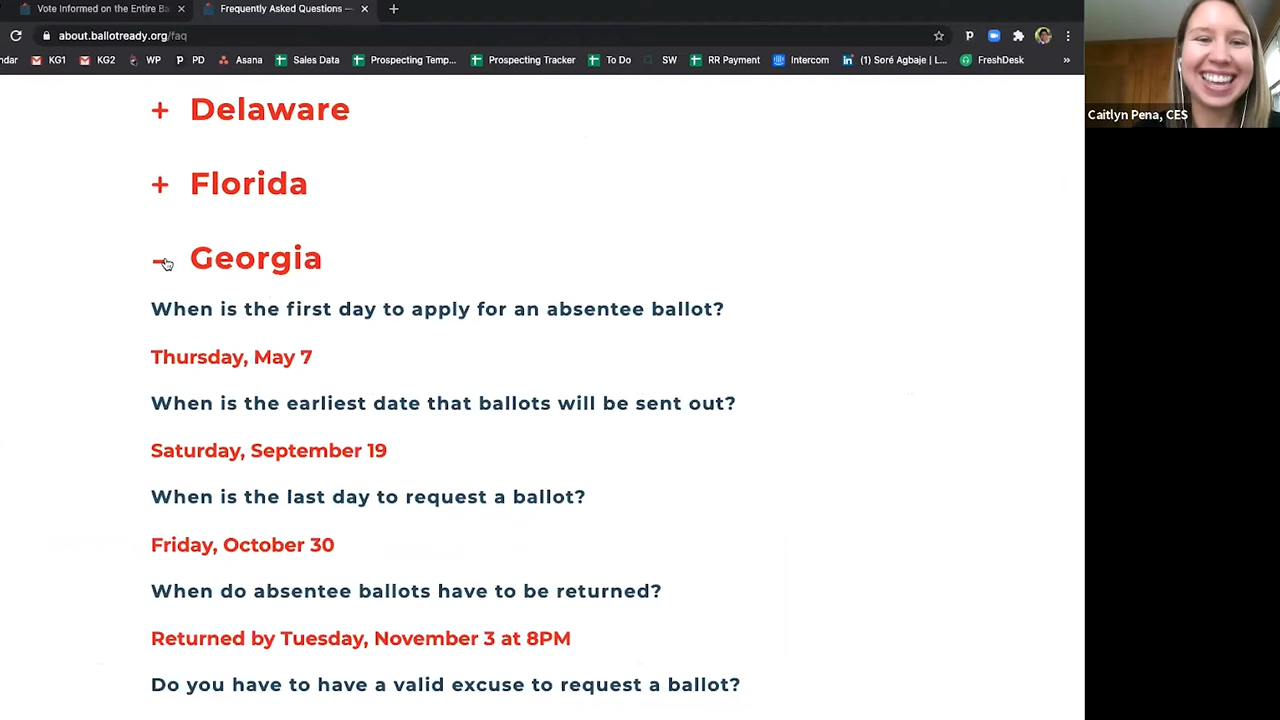 Vote Informed on the Entire Ba
Frequently Asked Questions —
about.ballotready.org/faq
ndar
KG1
KG2
WP
PD
Asana
Sales Data
Prospecting Temp...
Prospecting Tracker
To Do
SW
RR Payment
Intercom
(1) Soré Agbaje | L...
FreshDesk
»
Caitlyn Pena, CES
+ Delaware
+ Florida
– Georgia
When is the first day to apply for an absentee ballot?
Thursday, May 7
When is the earliest date that ballots will be sent out?
Saturday, September 19
When is the last day to request a ballot?
Friday, October 30
When do absentee ballots have to be returned?
Returned by Tuesday, November 3 at 8PM
Do you have to have a valid excuse to request a ballot?